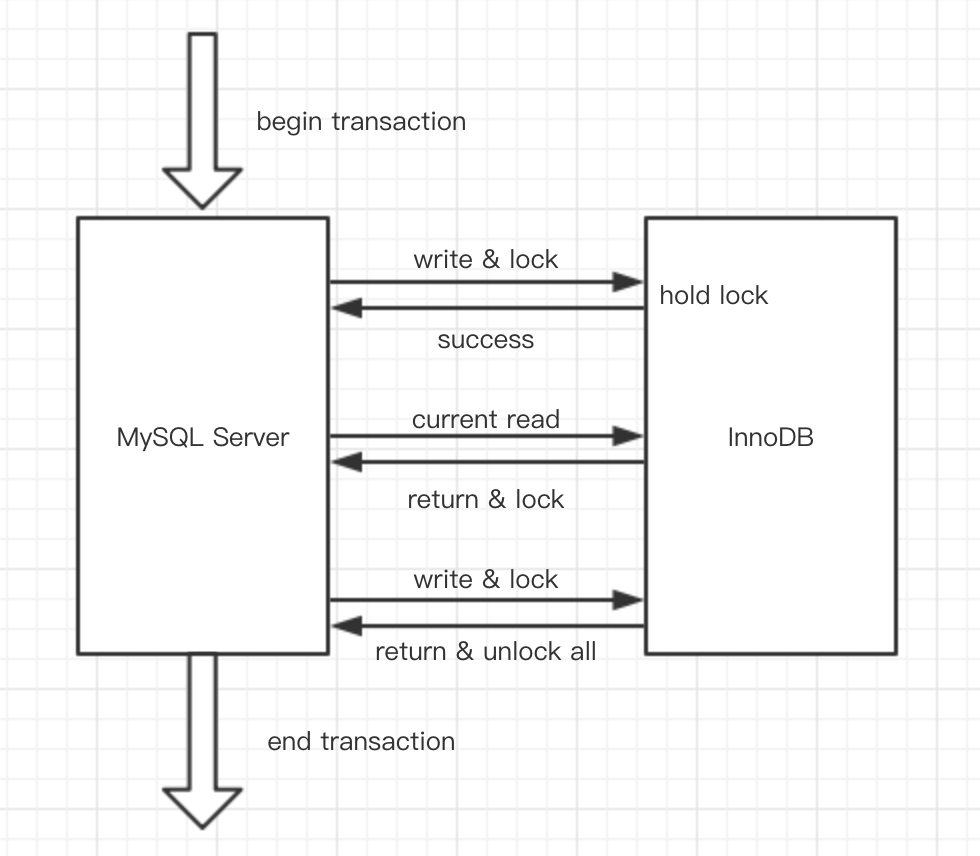 begin transaction
write & lock
hold lock
success
current read
MySQL Server
InnoDB
return & lock
write & lock
return & unlock all
end transaction